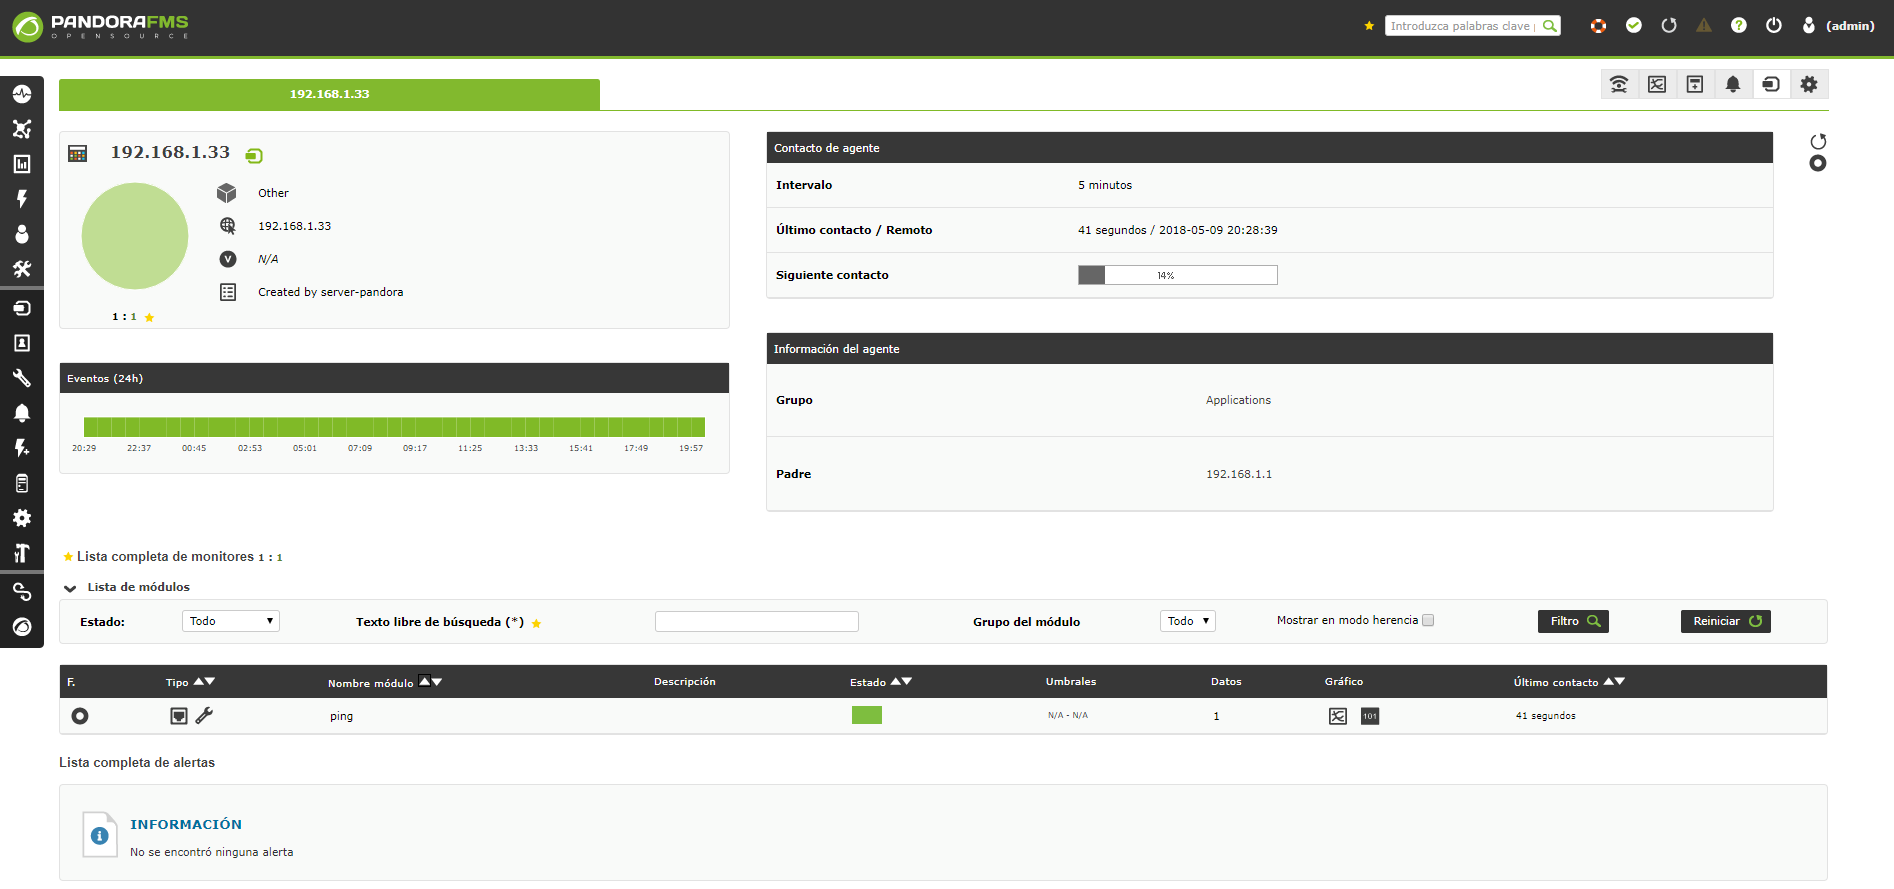 PANDORAFMS
OPENSOURCE
Introduzca palabras clave
(admin)
192.168.1.33
192.168.1.33
Other
192.168.1.33
V
N/A
Created by server-pandora
1 : 1
Contacto de agente
Intervalo
5 minutos
Último contacto / Remoto
41 segundos / 2018-05-09 20:28:39
Siguiente contacto
14%
Eventos (24h)
20:29 22:37 00:45 02:53 05:01 07:09 09:17 11:25 13:33 15:41 17:49 19:57
Información del agente
Grupo
Applications
Padre
192.168.1.1
Lista completa de monitores 1 : 1
Lista de módulos
Estado: Todo Texto libre de búsqueda (*) Grupo del módulo Todo Mostrar en modo herencia Filtro Reiniciar
F. Tipo Nombre módulo Descripción Estado Umbrales Datos Gráfico Último contacto
ping N/A - N/A 1 101 41 segundos
Lista completa de alertas
INFORMACIÓN
No se encontró ninguna alerta